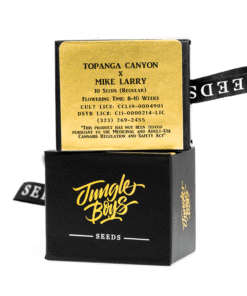 TOPANGA CANYON
X
MIKE LARRY
10 SEEDS (REGULAR)
FLOWERING TIME: 8-10 WEEKS
CULT LIC#: CCL18-0004901
DSTR LIC#: C11-0000214-LIC
(323) 269-2455
"THIS PRODUCT HAS NOT BEEN TESTED
PURSUANT TO THE MEDICINAL AND ADULT-USE
CANNABIS REGULATION AND SAFETY ACT"
SEEDS
Jungle
Boys
SEEDS